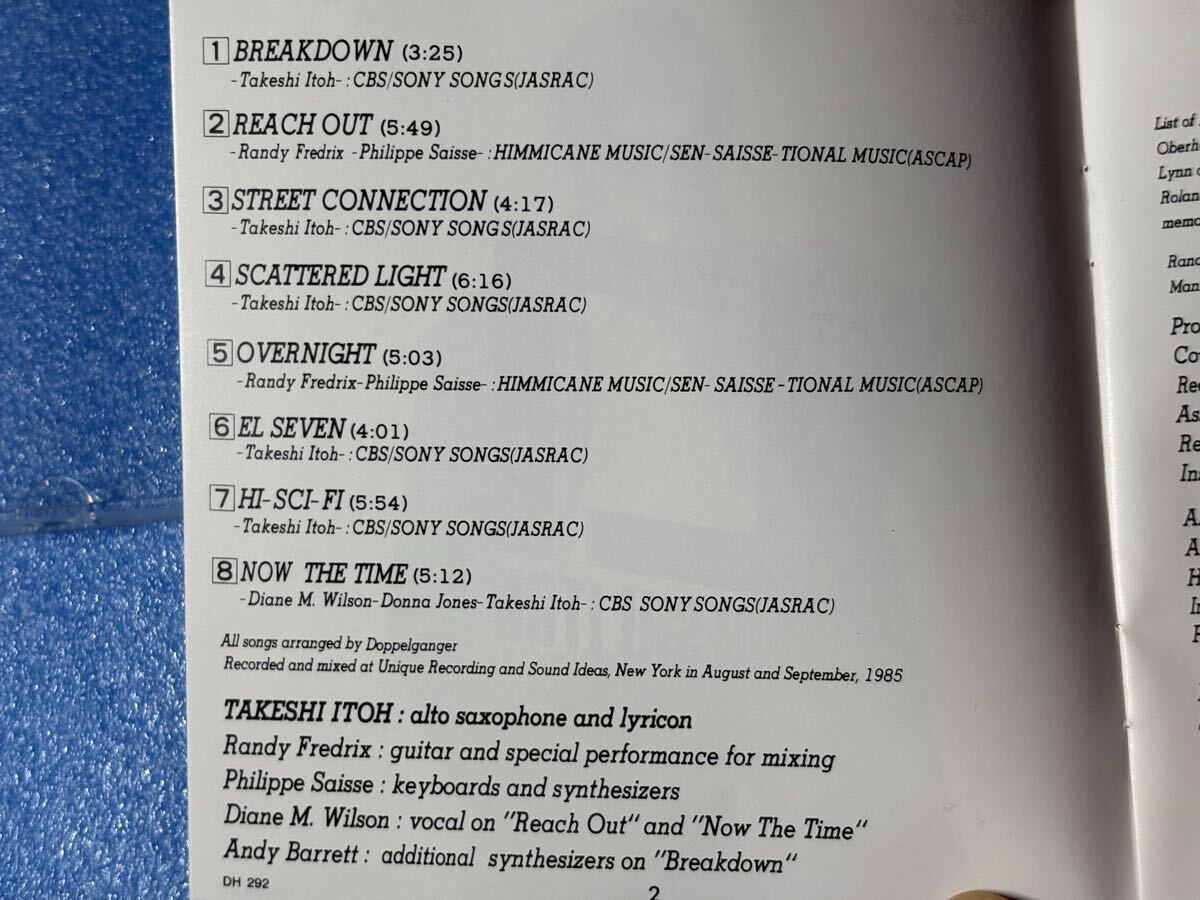 1 BREAKDOWN (3:25)
-Takeshi Itoh- : CBS/SONY SONGS(JASRAC)
2 REACH OUT (5:49)
-Randy Fredrix -Philippe Saisse- : HIMMICANE MUSIC/SEN-SAISSE-TIONAL MUSIC(ASCAP)
3 STREET CONNECTION (4:17)
-Takeshi Itoh- : CBS/SONY SONGS(JASRAC)
4 SCATTERED LIGHT (6:16)
-Takeshi Itoh- : CBS/SONY SONGS(JASRAC)
5 OVERNIGHT (5:03)
-Randy Fredrix-Philippe Saisse- : HIMMICANE MUSIC/SEN- SAISSE -TIONAL MUSIC(ASCAP)
6 EL SEVEN (4:01)
-Takeshi Itoh- : CBS/SONY SONGS(JASRAC)
7 HI-SCI-FI (5:54)
-Takeshi Itoh- : CBS/SONY SONGS(JASRAC)
8 NOW THE TIME (5:12)
-Diane M. Wilson-Donna Jones-Takeshi Itoh- : CBS SONY SONGS(JASRAC)
All songs arranged by Doppelganger
Recorded and mixed at Unique Recording and Sound Ideas, New York in August and September, 1985
TAKESHI ITOH : alto saxophone and lyricon
Randy Fredrix : guitar and special performance for mixing
Philippe Saisse : keyboards and synthesizers
Diane M. Wilson : vocal on "Reach Out" and "Now The Time"
Andy Barrett : additional synthesizers on "Breakdown"
DH 292
2
List of
Lynn